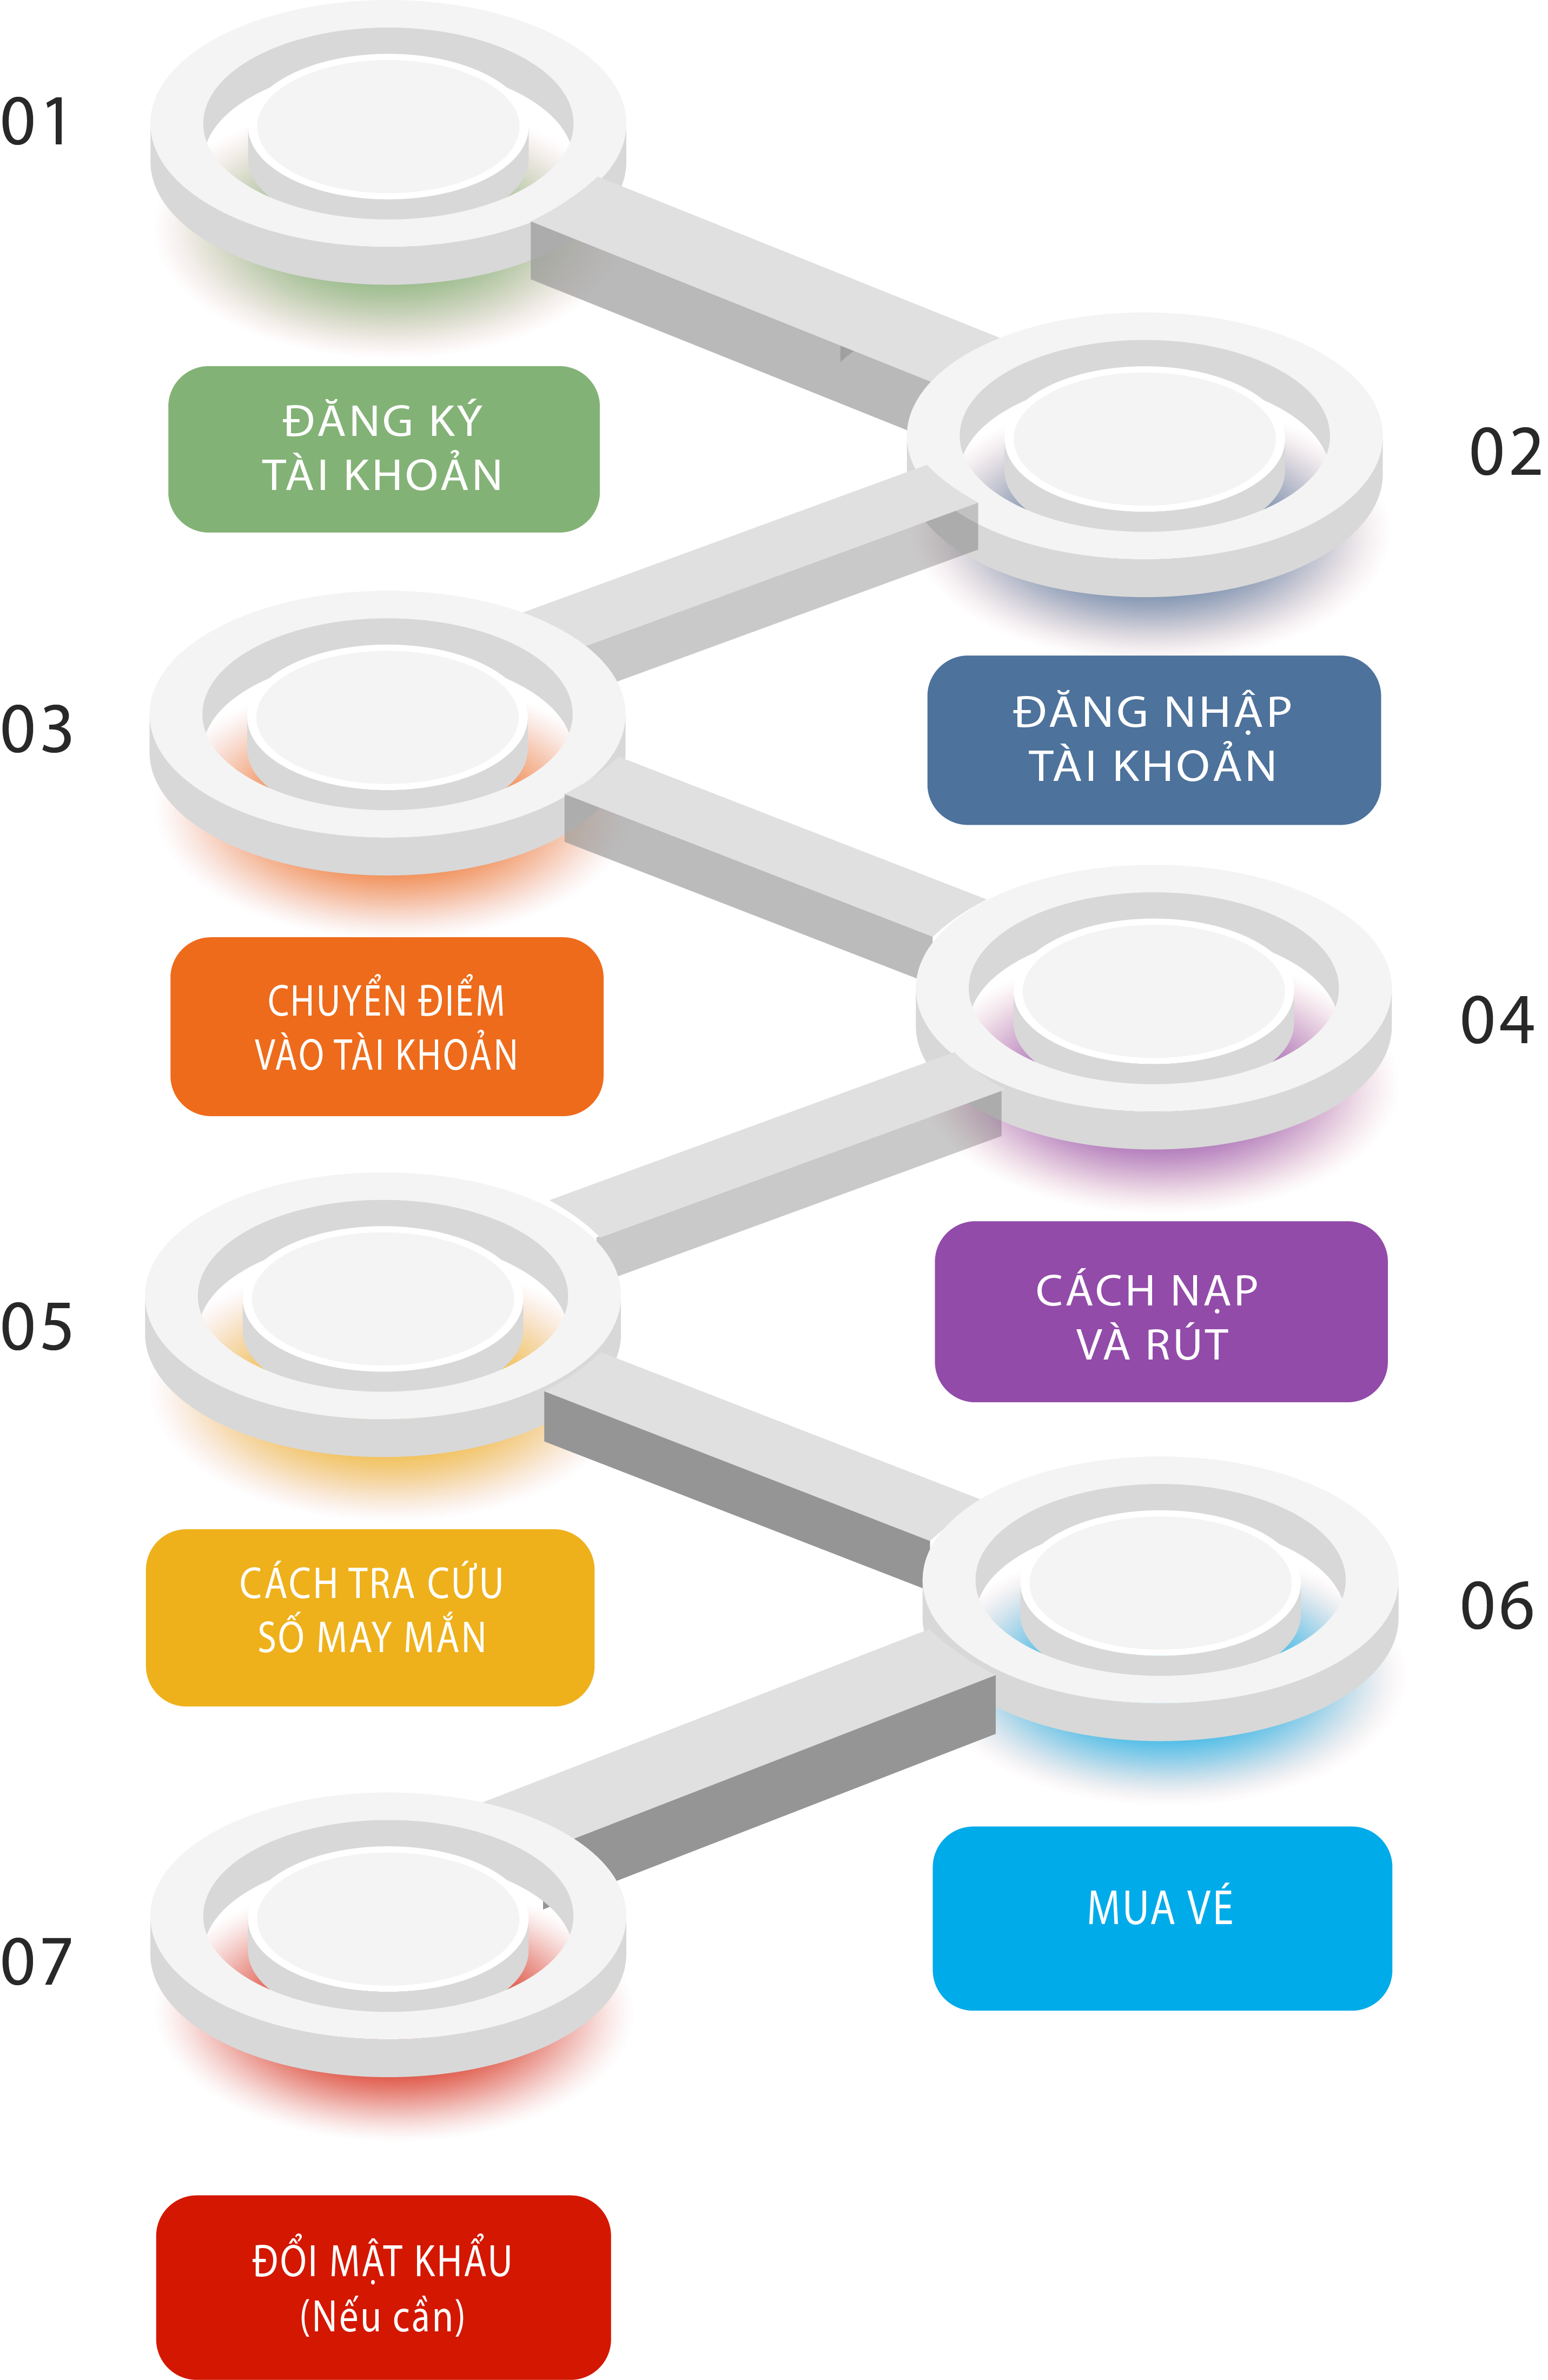 01
ĐĂNG KÝ
TÀI KHOẢN
02
ĐĂNG NHẬP
TÀI KHOẢN
03
CHUYỂN ĐIỂM
VÀO TÀI KHOẢN
04
CÁCH NẠP
VÀ RÚT
05
CÁCH TRA CỨU
SỐ MAY MẮN
06
MUA VÉ
07
ĐỔI MẬT KHẨU
(Nếu cần)